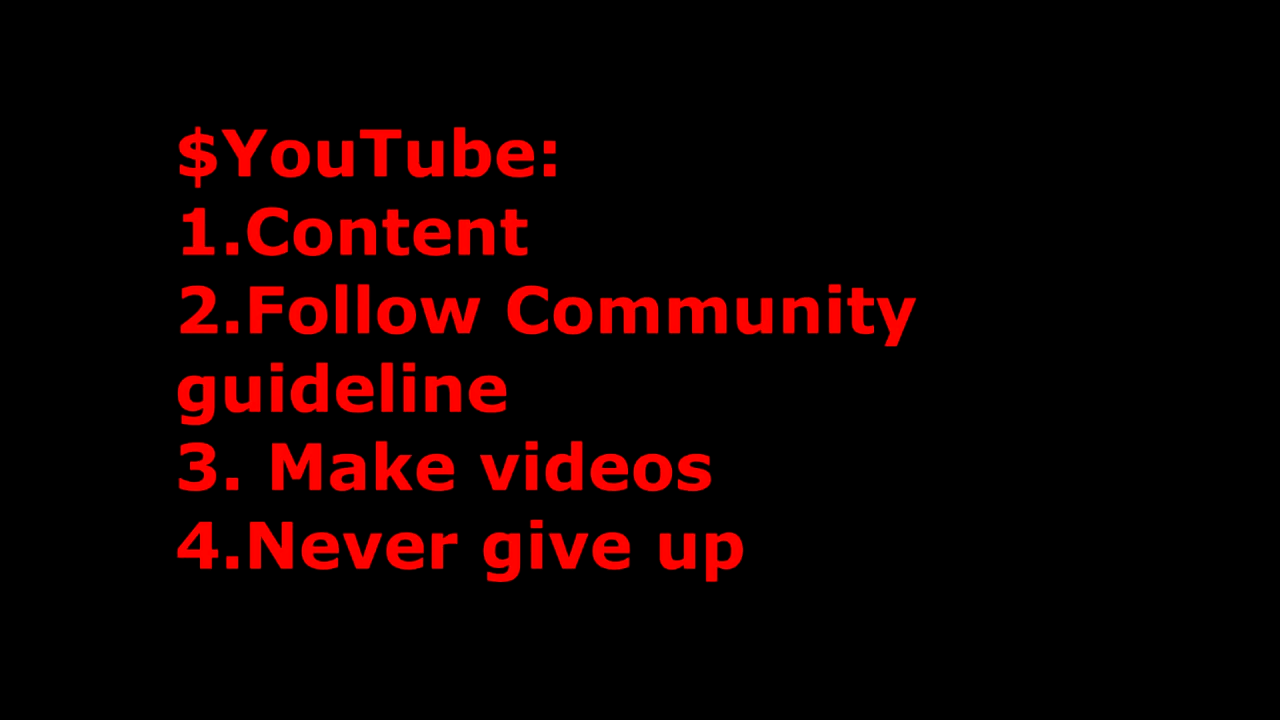 $YouTube:
1.Content
2.Follow Community
guideline
3. Make videos
4.Never give up